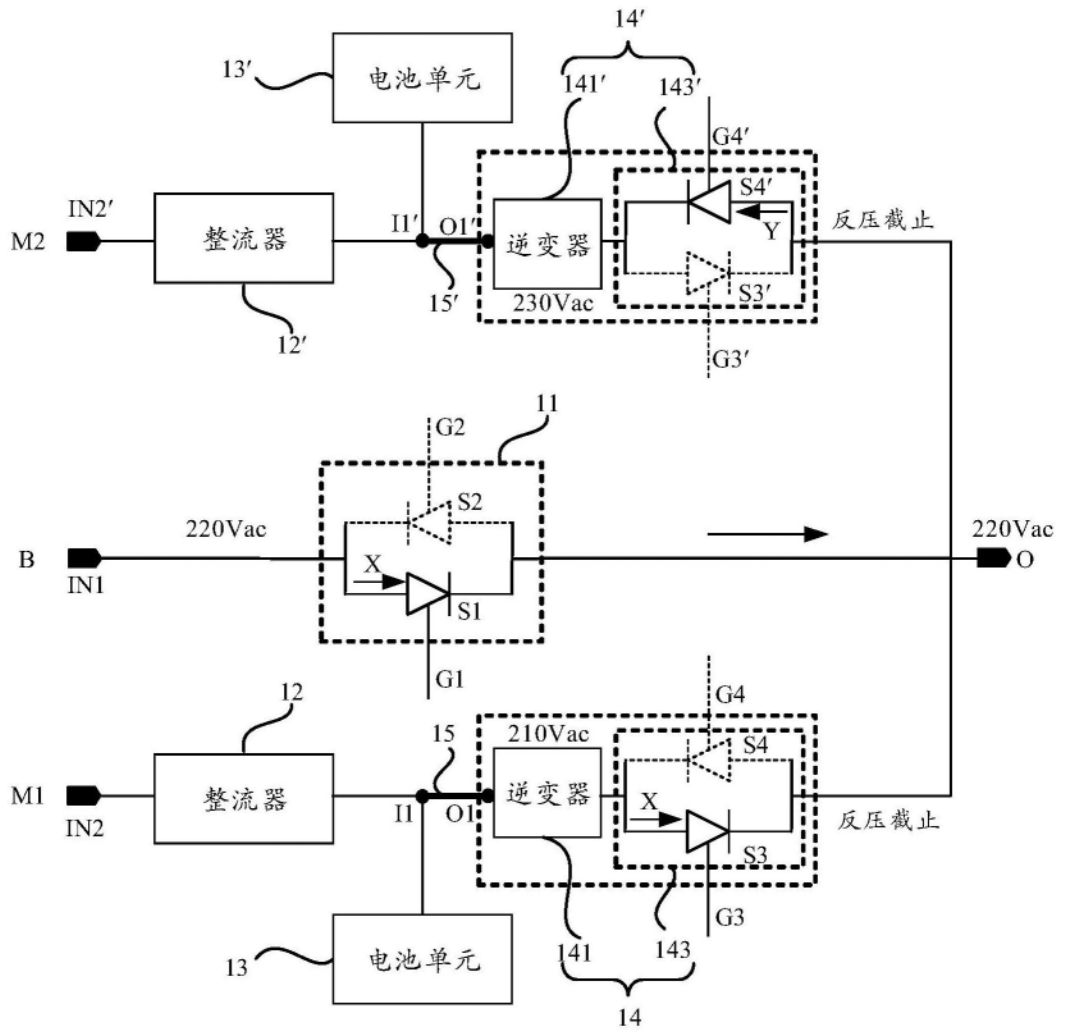 14′
13′
电池单元
141′
143′
G4′
IN2′
M2
整流器
I1′
O1′
逆变器
S4′
Y
反压截止
15′
230Vac
S3′
12′
G3′
11
G2
S2
220Vac
220Vac
B
IN1
X
S1
O
G1
12
G4
15
210Vac
S4
M1
整流器
逆变器
IN2
I1
O1
X
反压截止
S3
G3
13
电池单元
141
143
14